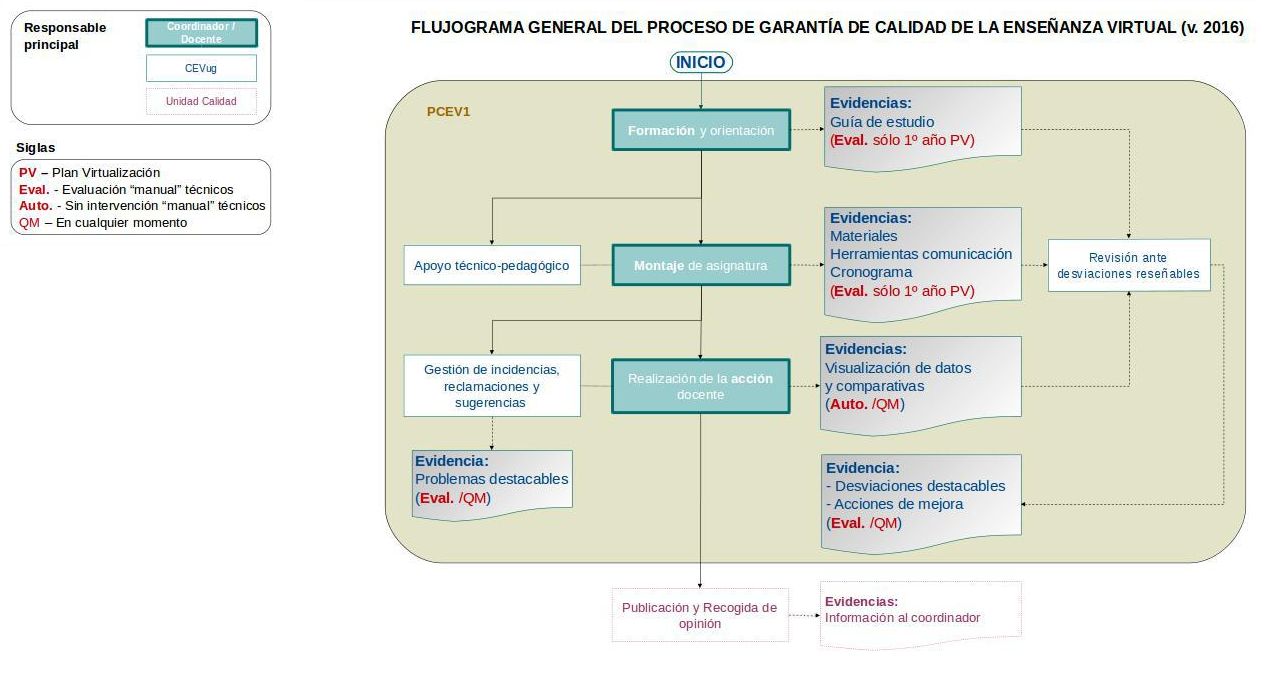 FLUJOGRAMA GENERAL DEL PROCESO DE GARANTÍA DE CALIDAD DE LA ENSEÑANZA VIRTUAL (v. 2016)
Responsable
principal
Coordinador /
Docente
CEVug
Unidad Calidad
Siglas
PV – Plan Virtualización
Eval. - Evaluación “manual” técnicos
Auto. - Sin intervención “manual” técnicos
QM – En cualquier momento
INICIO
PCEV1
Formación y orientación
Evidencias:
Guía de estudio
(Eval. sólo 1º año PV)
Apoyo técnico-pedagógico
Montaje de asignatura
Evidencias:
Materiales
Herramientas comunicación
Cronograma
(Eval. sólo 1º año PV)
Revisión ante
desviaciones reseñables
Gestión de incidencias,
reclamaciones y
sugerencias
Realización de la acción
docente
Evidencias:
Visualización de datos
y comparativas
(Auto. /QM)
Evidencia:
Problemas destacables
(Eval. /QM)
Evidencia:
- Desviaciones destacables
- Acciones de mejora
(Eval. /QM)
Publicación y Recogida de
opinión
Evidencias:
Información al coordinador